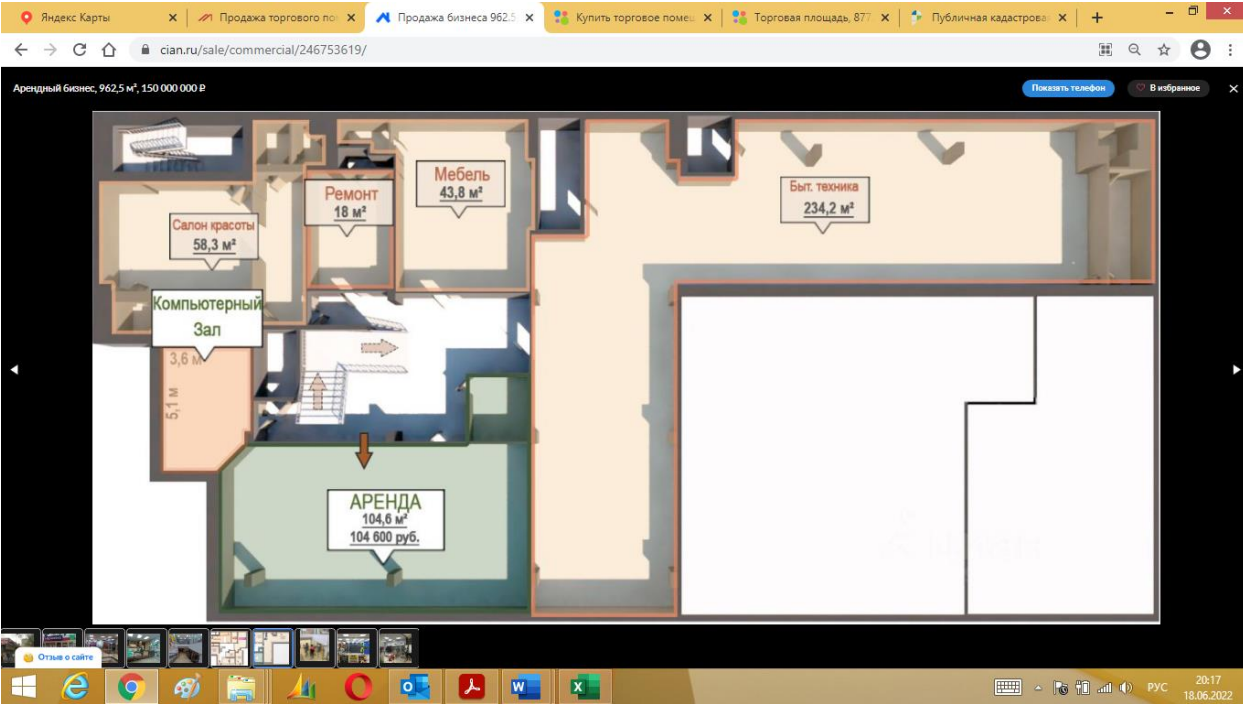 Яндекс Карты
Продажа торгового по
Продажа бизнеса 962.5
Купить торговое помещ
Торговая площадь, 877.
Публичная кадастрова
cian.ru/sale/commercial/246753619/
Арендный бизнес, 962,5 м², 150 000 000 ₽
Показать телефон
В избранное
Мебель
43,8 м²
Ремонт
18 м²
Быт. техника
234,2 м²
Салон красоты
58,3 м²
Компьютерный
Зал
3,6 м
5,1 м
АРЕНДА
104,6 м²
104 600 руб.
Отзыв о сайте
РУС
20:17
18.06.2022